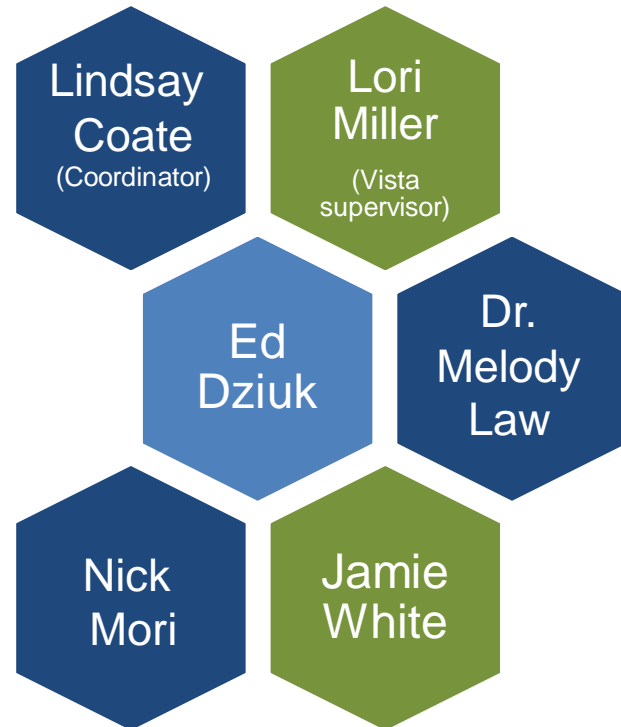 Lindsay
Coate
(Coordinator)
Lori
Miller
(Vista
supervisor)
Ed
Dziuk
Dr.
Melody
Law
Nick
Mori
Jamie
White